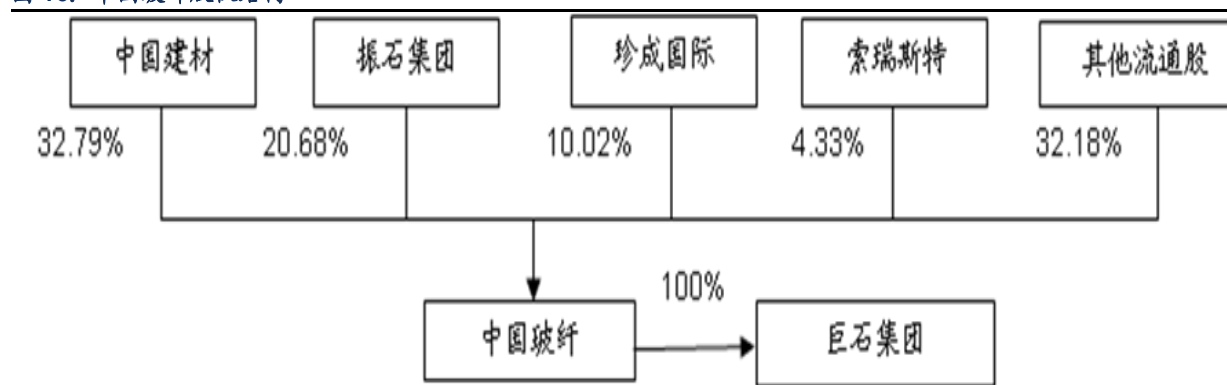 中国建材 振石集团 珍成国际 索瑞斯特 其他流通股
32.79% 20.68% 10.02% 4.33% 32.18%
100%
中国玻纤 巨石集团